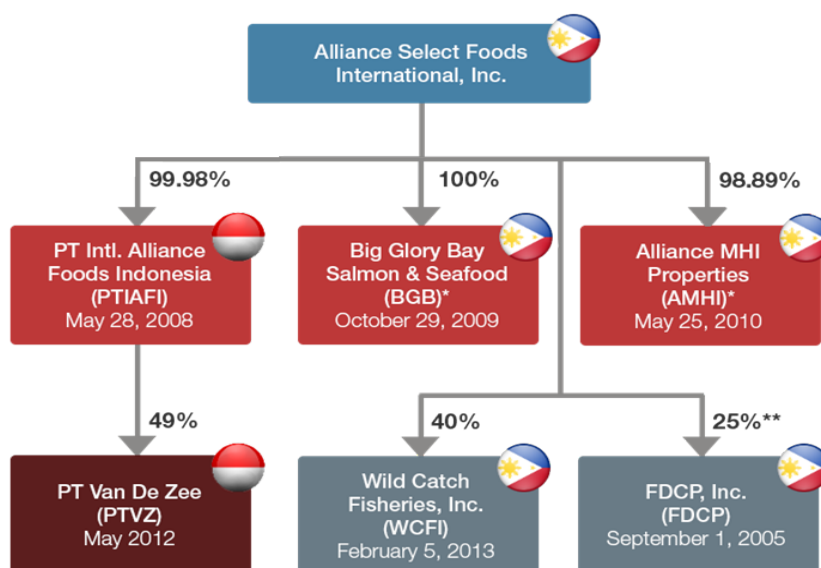 Alliance Select Foods
International, Inc.
99.98%
100%
98.89%
PT Intl. Alliance
Foods Indonesia
(PTIAFI)
May 28, 2008
Big Glory Bay
Salmon & Seafood
(BGB)*
October 29, 2009
Alliance MHI
Properties
(AMHI)*
May 25, 2010
49%
40%
25%**
PT Van De Zee
(PTVZ)
May 2012
Wild Catch
Fisheries, Inc.
(WCFI)
February 5, 2013
FDCP, Inc.
(FDCP)
September 1, 2005